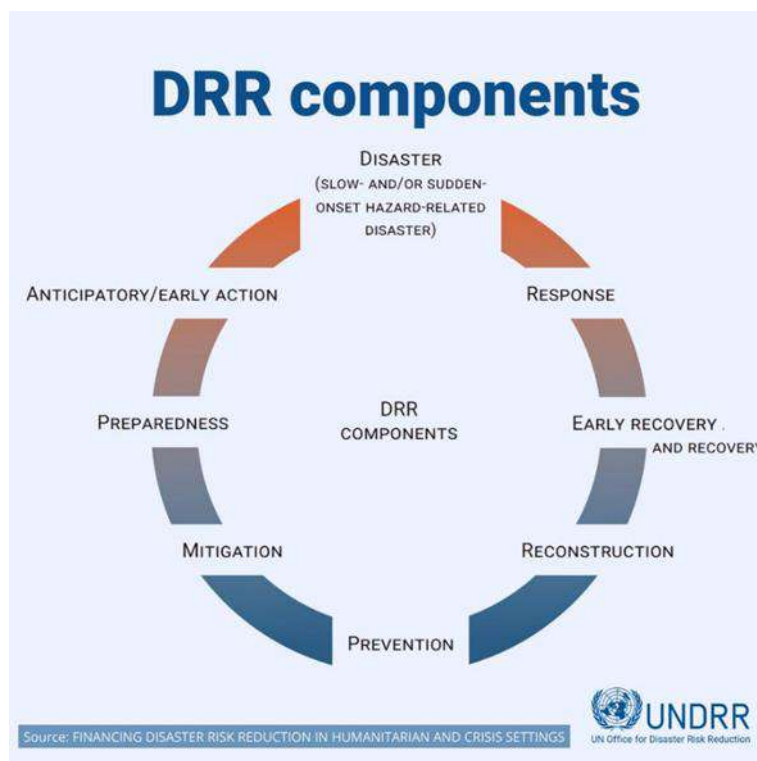 DRR components
DISASTER
(SLOW- AND/OR SUDDEN-
ONSET HAZARD-RELATED
DISASTER)
ANTICIPATORY/EARLY ACTION
RESPONSE
PREPAREDNESS
DRR
COMPONENTS
EARLY RECOVERY .
AND RECOVERY
MITIGATION
RECONSTRUCTION
PREVENTION
Source: FINANCING DISASTER RISK REDUCTION IN HUMANITARIAN AND CRISIS SETTINGS
UNDRR
UN Office for Disaster Risk Reduction